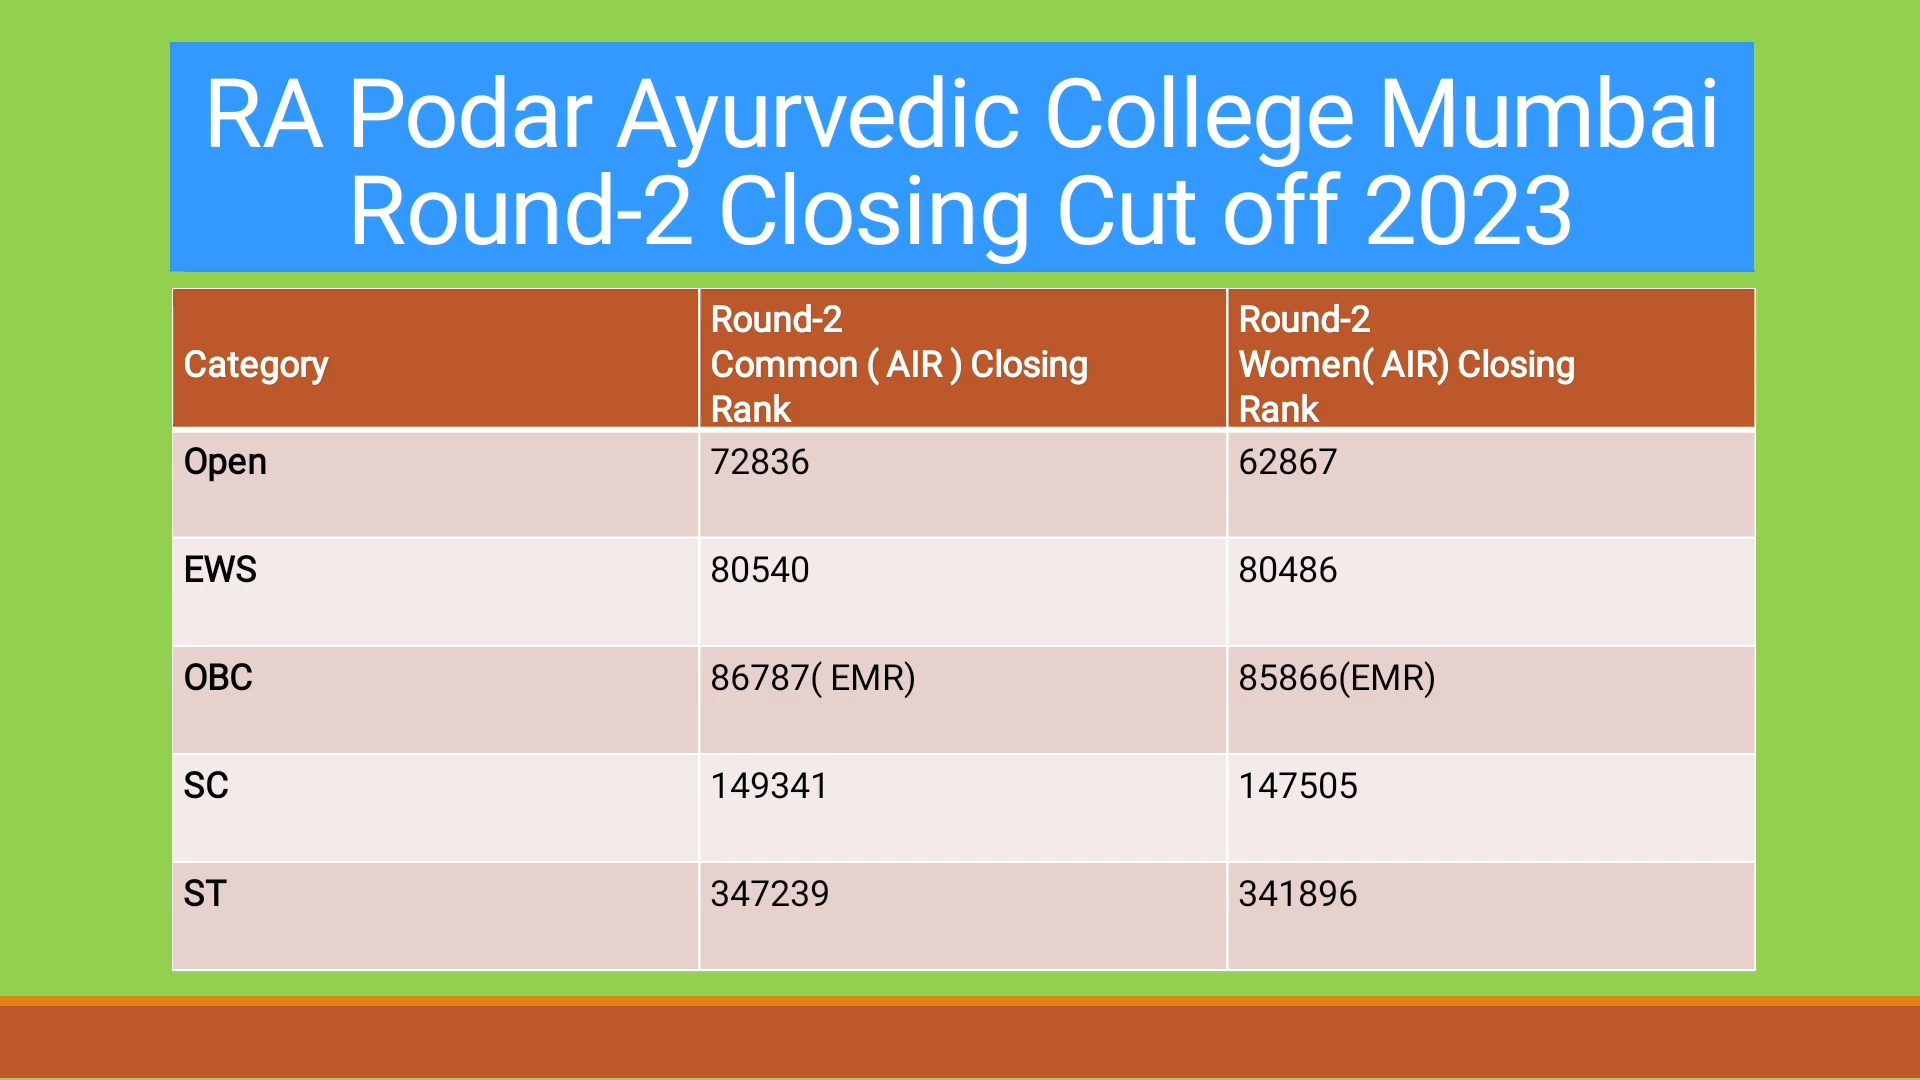 RA Podar Ayurvedic College Mumbai
Round-2 Closing Cut off 2023
Category
Round-2
Common ( AIR ) Closing
Rank
Round-2
Women( AIR) Closing
Rank
Open 72836 62867
EWS 80540 80486
OBC 86787( EMR) 85866(EMR)
SC 149341 147505
ST 347239 341896